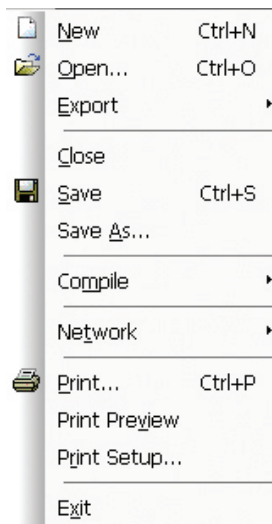 New Ctrl+N
Open... Ctrl+O
Export
Close
Save Ctrl+S
Save As...
Compile
Network
Print... Ctrl+P
Print Preview
Print Setup...
Exit